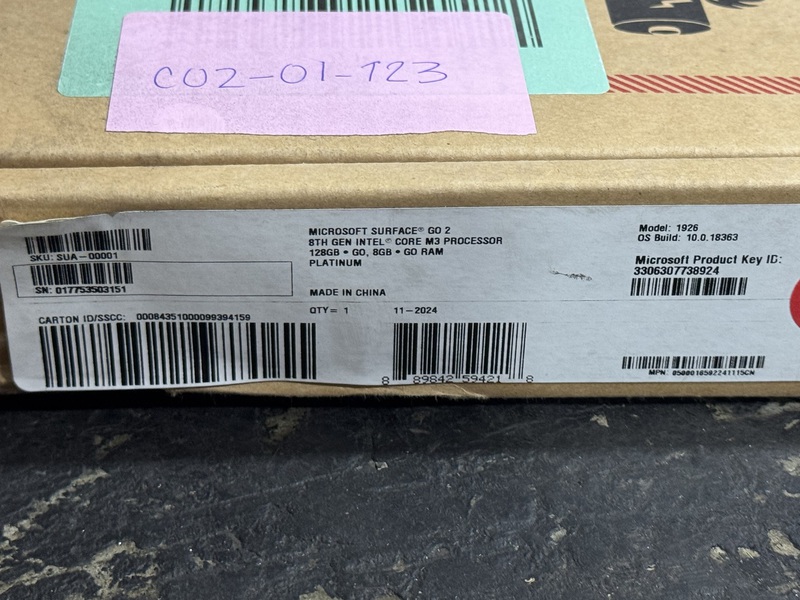 C02-01-123
SKU: SUA-00001
SN: 017753503151
MICROSOFT SURFACE® GO 2
8TH GEN INTEL® CORE M3 PROCESSOR
128GB • GO, 8GB • GO RAM
PLATINUM
MADE IN CHINA
QTY= 1 11-2024
CARTON ID/SSCC: 00084351000099394159
8 89842 59421 8
Model: 1926
OS Build: 10.0.18363
Microsoft Product Key ID:
3306307738924